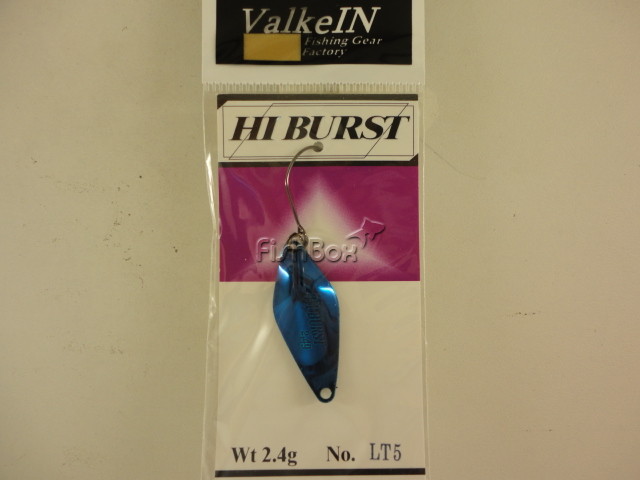 ValkeIN
Fishing Gear
Factory
HI BURST
FishBox
Wt 2.4g No. LT5